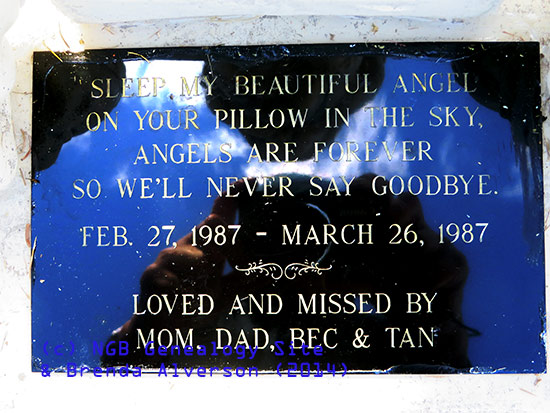 SLEEP MY BEAUTIFUL ANGEL
ON YOUR PILLOW IN THE SKY,
ANGELS ARE FOREVER
SO WE'LL NEVER SAY GOODBYE.
FEB. 27, 1987 - MARCH 26, 1987
LOVED AND MISSED BY
MOM, DAD, BEC & TAN
(c) NGB Genealogy Site
& Brenda Alverson (2014)